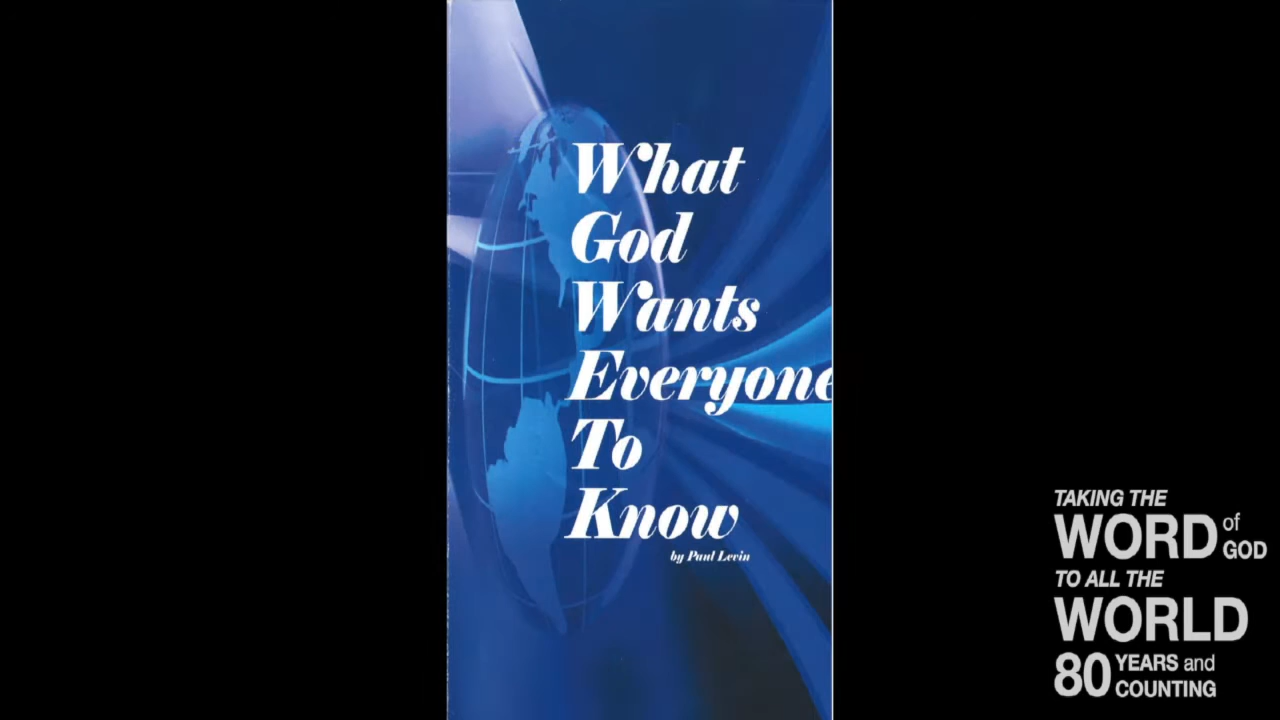 What
God
Wants
Everyone
To
Know
by Paul Levin
TAKING THE
WORD of
GOD
TO ALL THE
WORLD
80 YEARS and
COUNTING